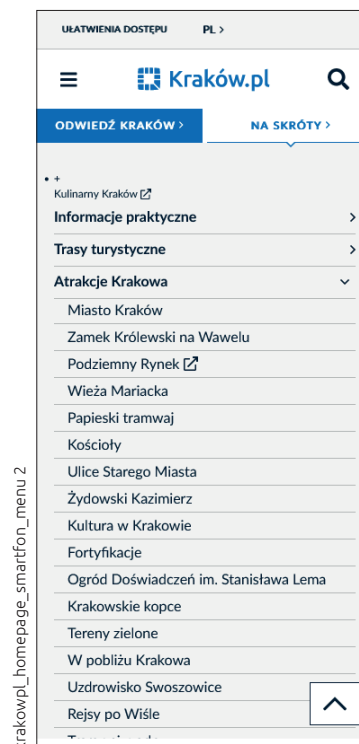 UŁATWIENIA DOSTĘPU PL >
Kraków.pl
ODWIEDŹ KRAKÓW > NA SKRÓTY >
+
Kulinarny Kraków
Informacje praktyczne
Trasy turystyczne
Atrakcje Krakowa
Miasto Kraków
Zamek Królewski na Wawelu
Podziemny Rynek
Wieża Mariacka
Papieski tramwaj
Kościoły
Ulice Starego Miasta
Żydowski Kazimierz
Kultura w Krakowie
Fortyfikacje
Ogród Doświadczeń im. Stanisława Lema
Krakowskie kopce
Tereny zielone
W pobliżu Krakowa
Uzdrowisko Swoszowice
Rejsy po Wiśle
krakowpl_homepage_smartfon_menu 2